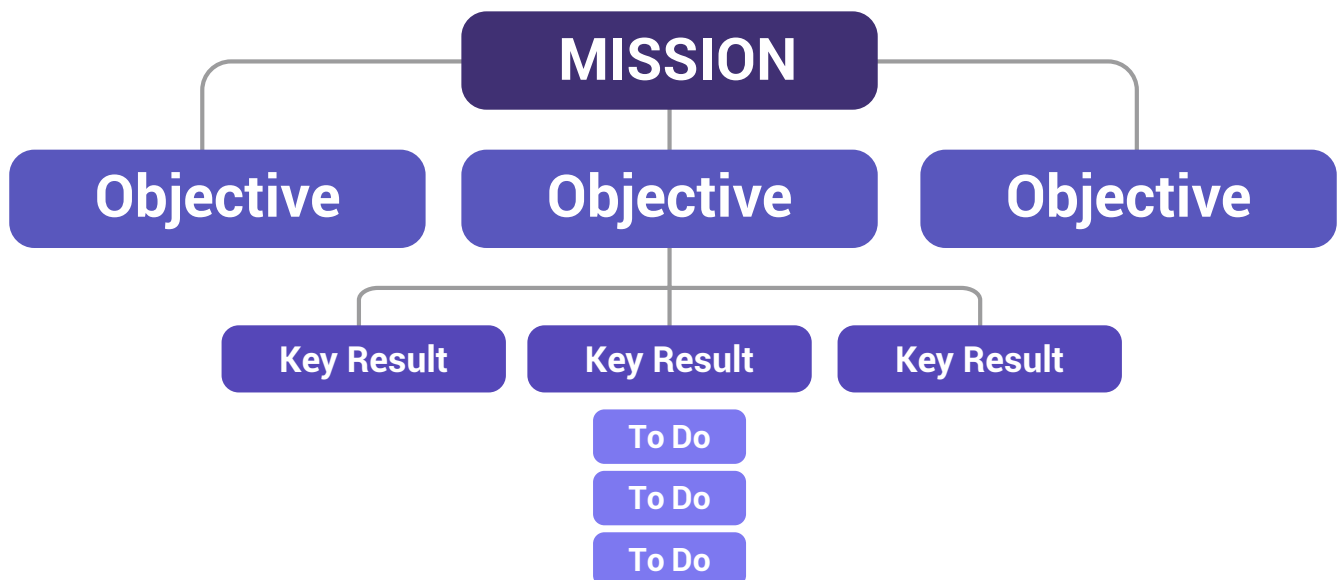 MISSION
Objective
Objective
Objective
Key Result
Key Result
Key Result
To Do
To Do
To Do